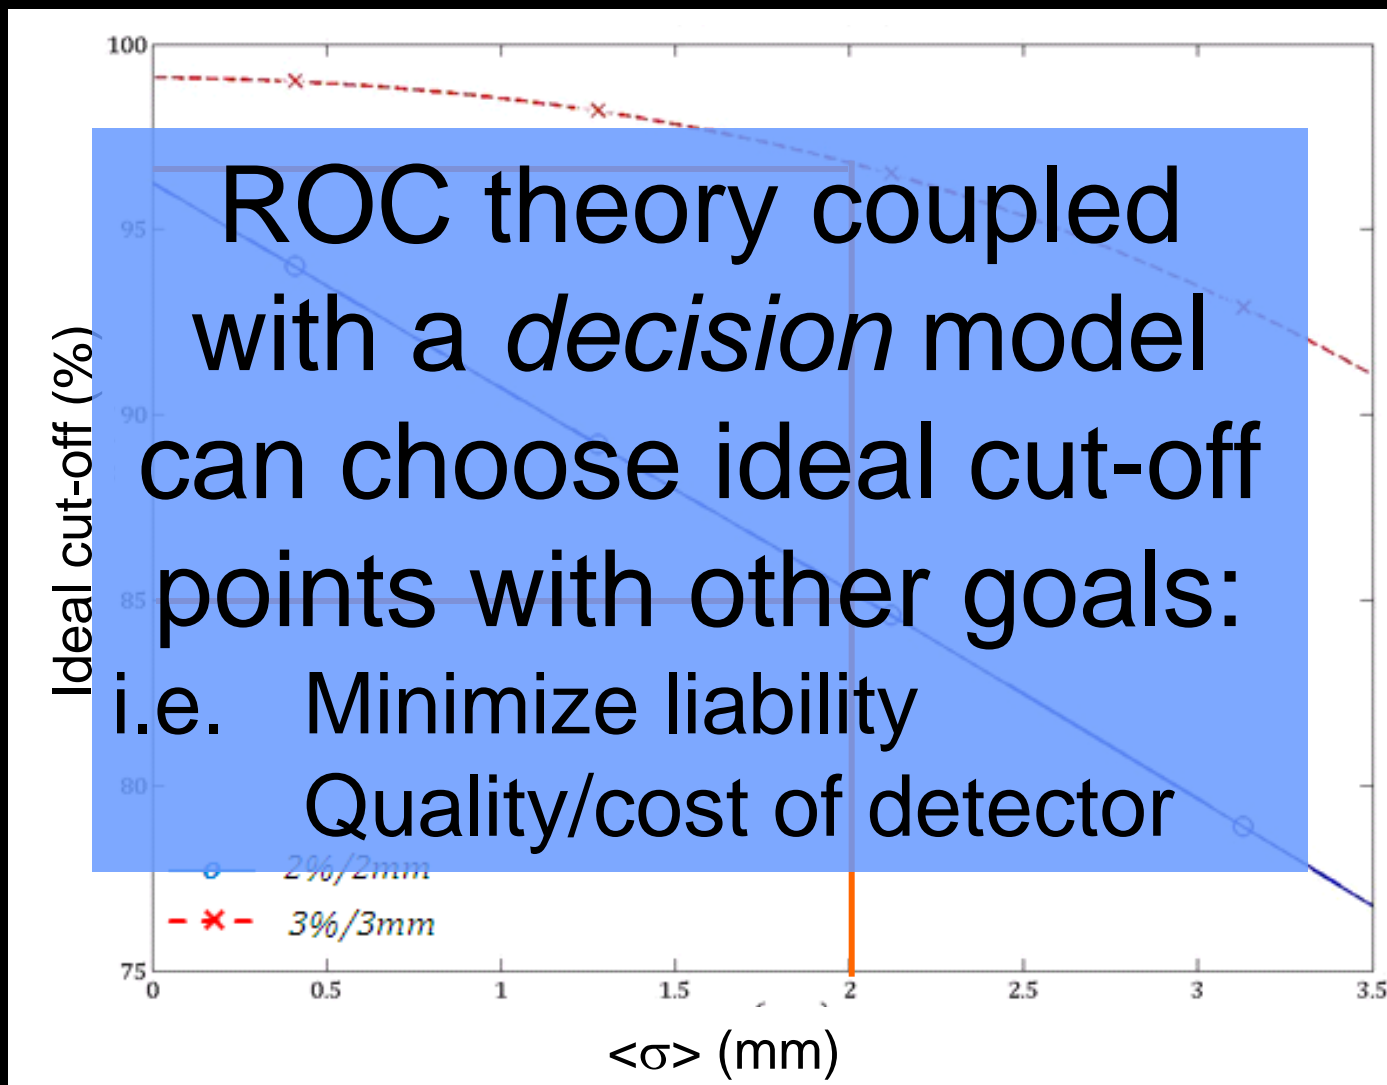 100
95
90
85
80
75
Ideal cut-off (%)
ROC theory coupled
with a decision model
can choose ideal cut-off
points with other goals:
i.e. Minimize liability
Quality/cost of detector
2%/2mm
3%/3mm
0 0.5 1 1.5 2 2.5 3 3.5
<σ> (mm)